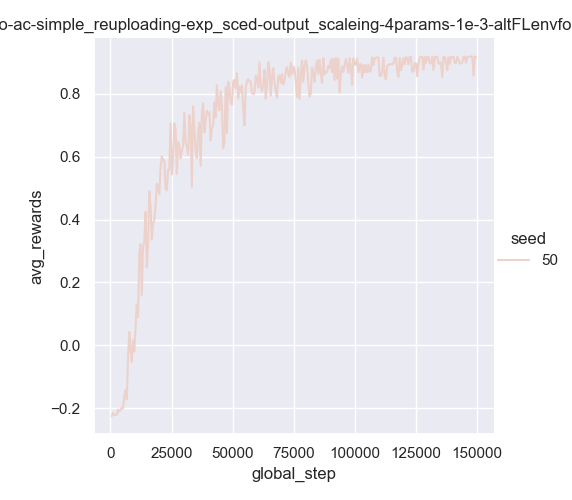 o-ac-simple_reuploading-exp_sced-output_scaleing-4params-1e-3-altFLenvfo
0.8
0.6
0.4
0.2
0.0
−0.2
avg_rewards
0 25000 50000 75000 100000 125000 150000
global_step
seed
50